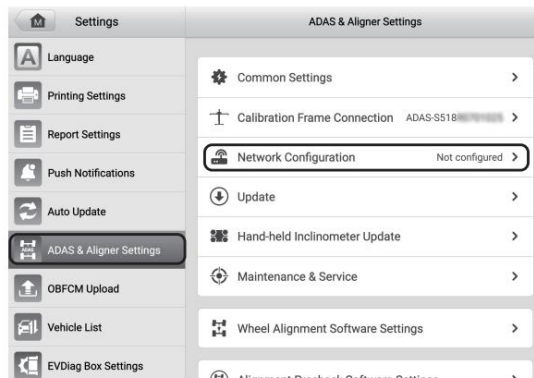 Settings
ADAS & Aligner Settings
Language
Printing Settings
Report Settings
Push Notifications
Auto Update
ADAS & Aligner Settings
OBFCM Upload
Vehicle List
EVDiag Box Settings
Common Settings
Calibration Frame Connection ADAS-S518
Network Configuration Not configured
Update
Hand-held Inclinometer Update
Maintenance & Service
Wheel Alignment Software Settings